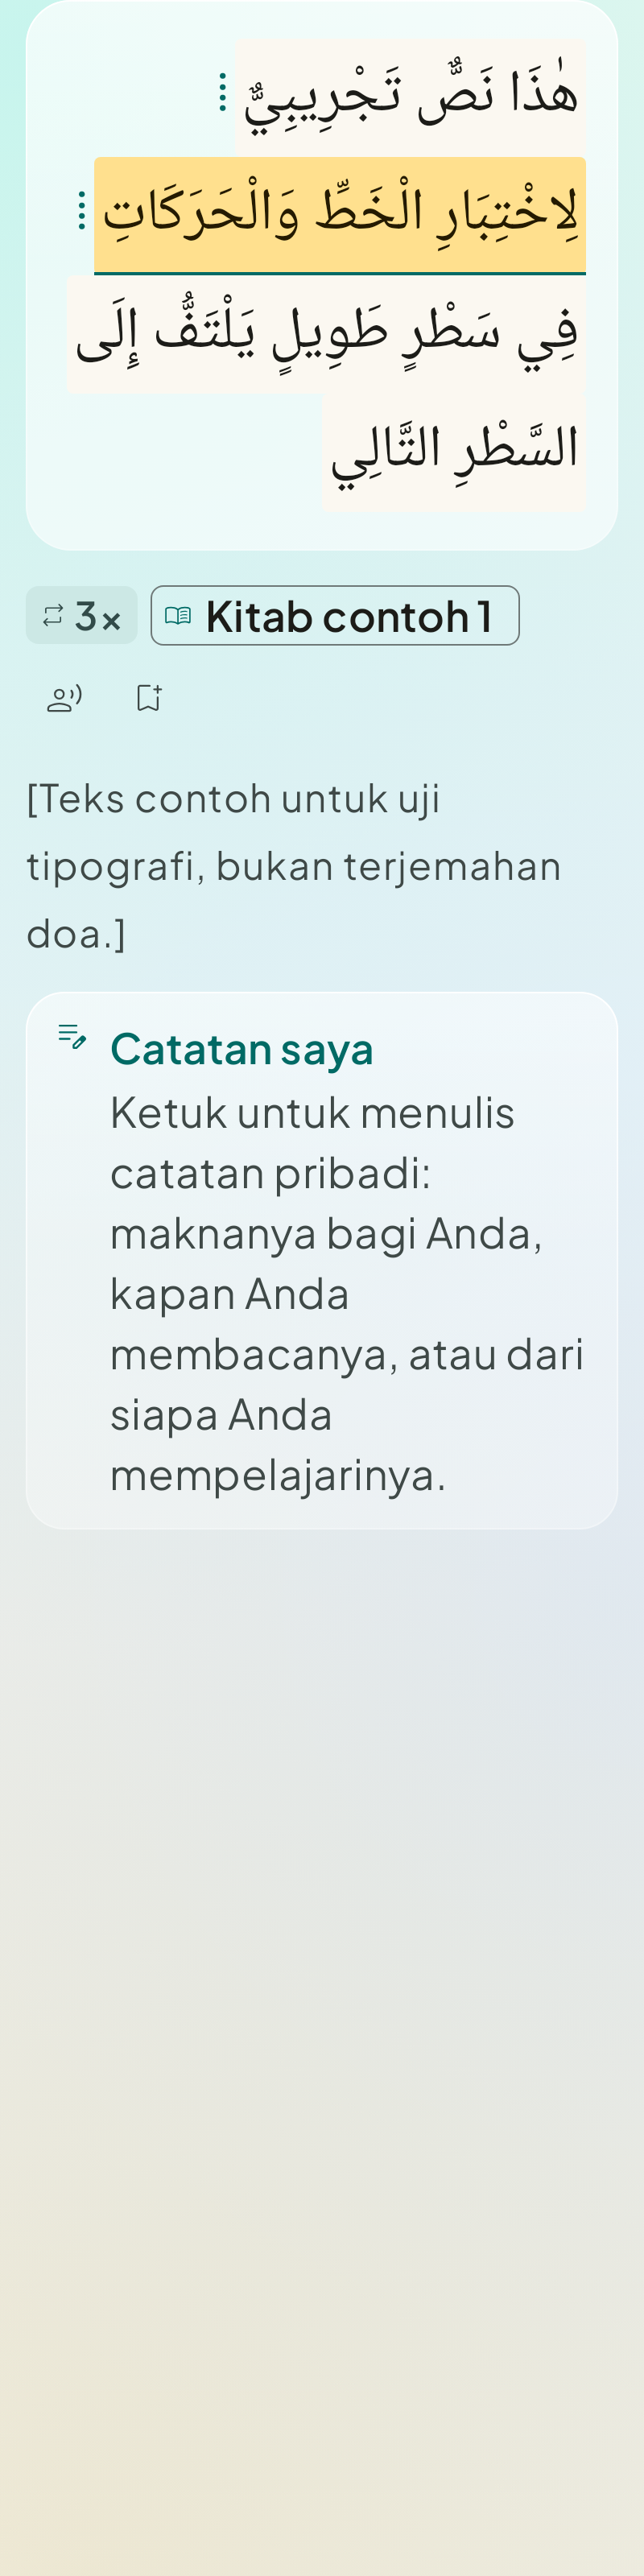 هٰذَا نَصٌّ تَجْرِيبِيٌّ
لِاخْتِبَارِ الْخَطِّ وَالْحَرَكَاتِ
فِي سَطْرٍ طَوِيلٍ يَلْتَفُّ إِلَى
السَّطْرِ التَّالِي
3×
Kitab contoh 1
[Teks contoh untuk uji
tipografi, bukan terjemahan
doa.]
Catatan saya
Ketuk untuk menulis
catatan pribadi:
maknanya bagi Anda,
kapan Anda
membacanya, atau dari
siapa Anda
mempelajarinya.